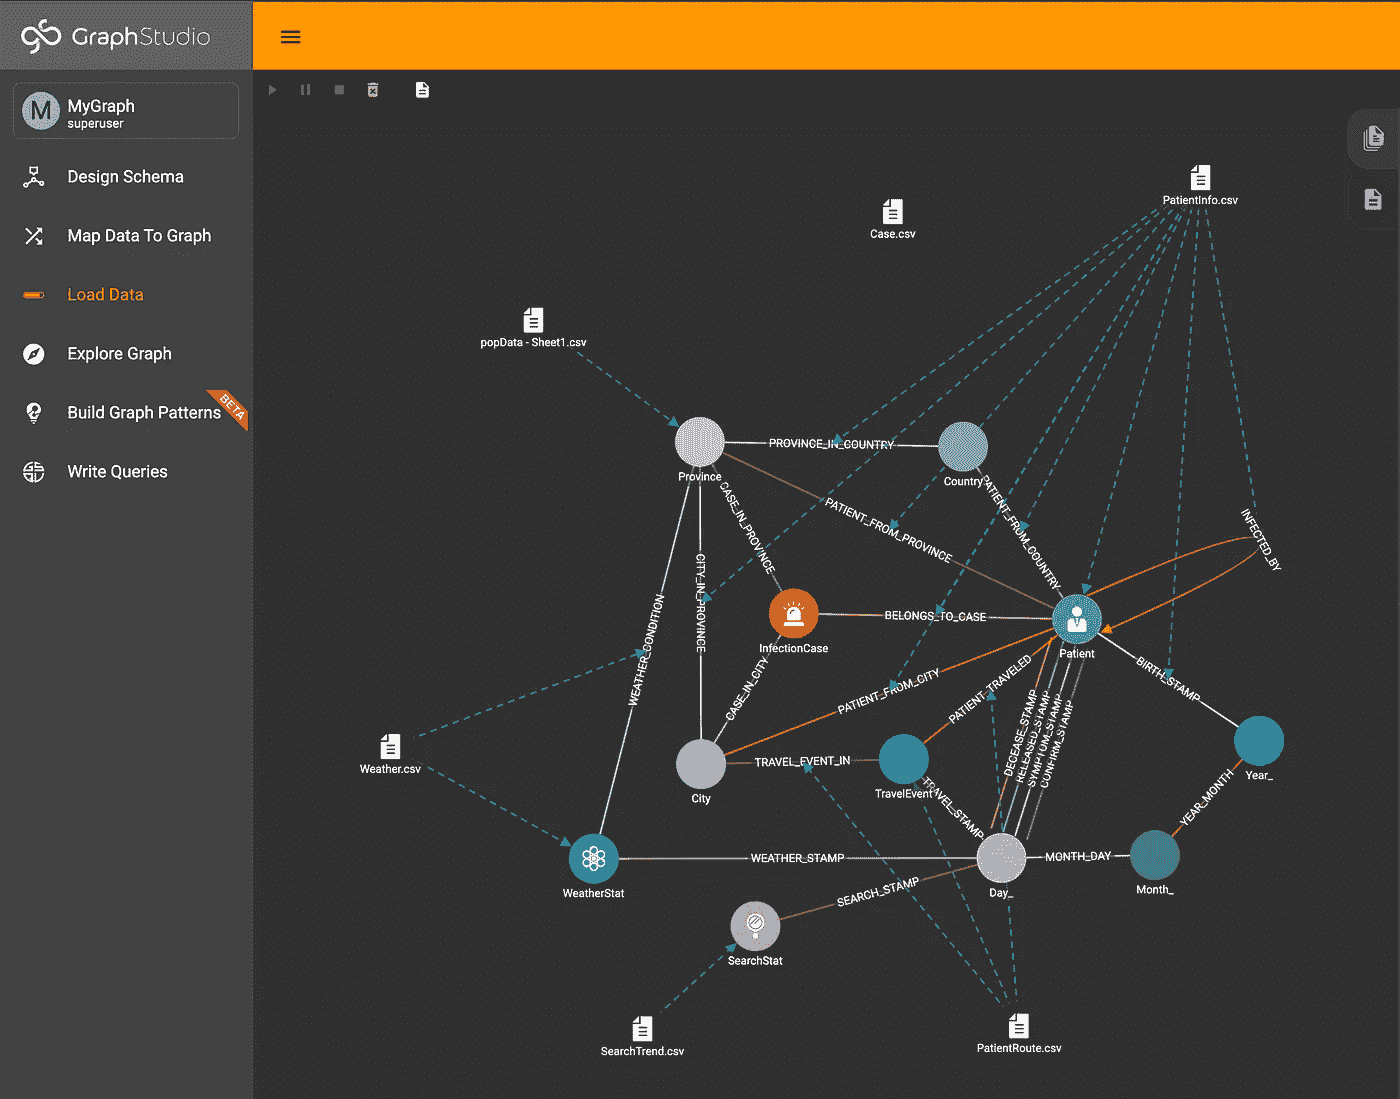 GraphStudio
M
MyGraph
superuser
Design Schema
Map Data To Graph
Load Data
Explore Graph
Build Graph Patterns
BETA
Write Queries
PatientInfo.csv
Case.csv
popData - Sheet1.csv
PROVINCE_IN_COUNTRY
Province
Country
CASE_IN_PROVINCE
PATIENT_FROM_PROVINCE
PATIENT_FROM_COUNTRY
INFECTED_BY
CITY_IN_PROVINCE
WEATHER_CONDITION
BELONGS_TO_CASE
InfectionCase
Patient
CASE_IN_CITY
PATIENT_FROM_CITY
PATIENT_TRAVELED
BIRTH_STAMP
DECEASE_STAMP
RELEASED_STAMP
SYMPTOM_STAMP
CONFIRM_STAMP
Weather.csv
City
TRAVEL_EVENT_IN
TravelEvent
TRAVEL_STAMP
Year_
YEAR_MONTH
WeatherStat
WEATHER_STAMP
Day_
MONTH_DAY
Month_
SEARCH_STAMP
SearchStat
SearchTrend.csv
PatientRoute.csv